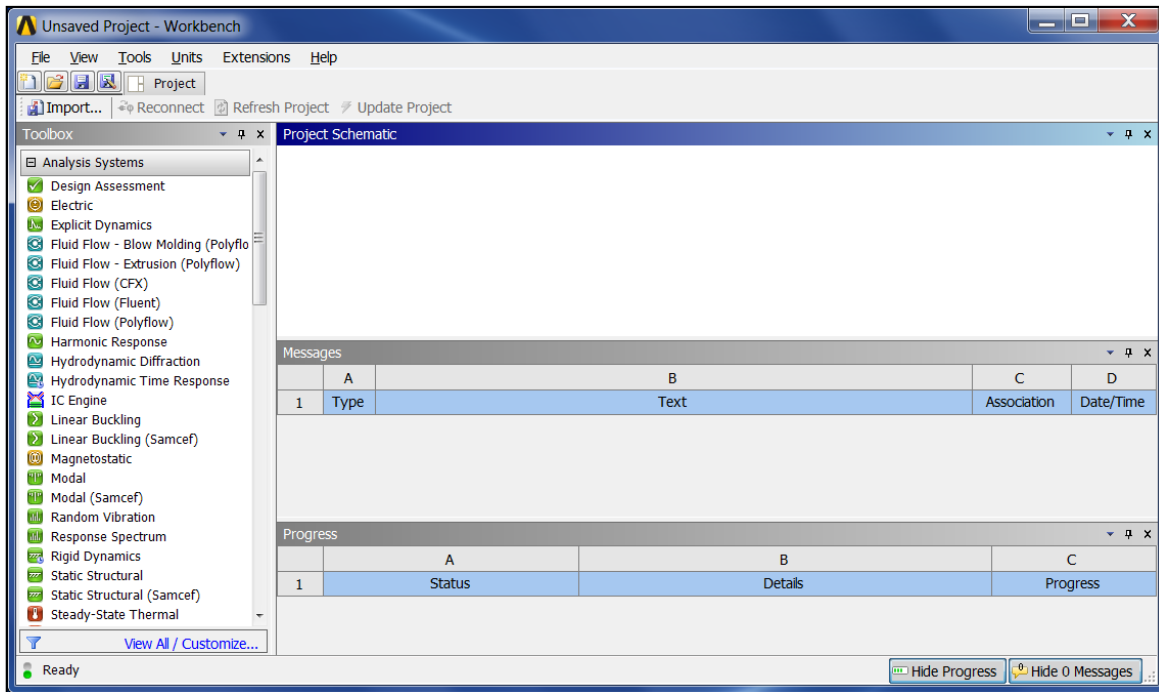 Unsaved Project - Workbench
File View Tools Units Extensions Help
Project
Import... Reconnect Refresh Project Update Project
Toolbox
Project Schematic
Analysis Systems
Design Assessment
Electric
Explicit Dynamics
Fluid Flow - Blow Molding (Polyflo
Fluid Flow - Extrusion (Polyflow)
Fluid Flow (CFX)
Fluid Flow (Fluent)
Fluid Flow (Polyflow)
Harmonic Response
Hydrodynamic Diffraction
Hydrodynamic Time Response
IC Engine
Linear Buckling
Linear Buckling (Samcef)
Magnetostatic
Modal
Modal (Samcef)
Random Vibration
Response Spectrum
Rigid Dynamics
Static Structural
Static Structural (Samcef)
Steady-State Thermal
View All / Customize...
Messages
A B C D
1 Type Text Association Date/Time
Progress
A B C
1 Status Details Progress
Ready
Hide Progress
0 Hide 0 Messages